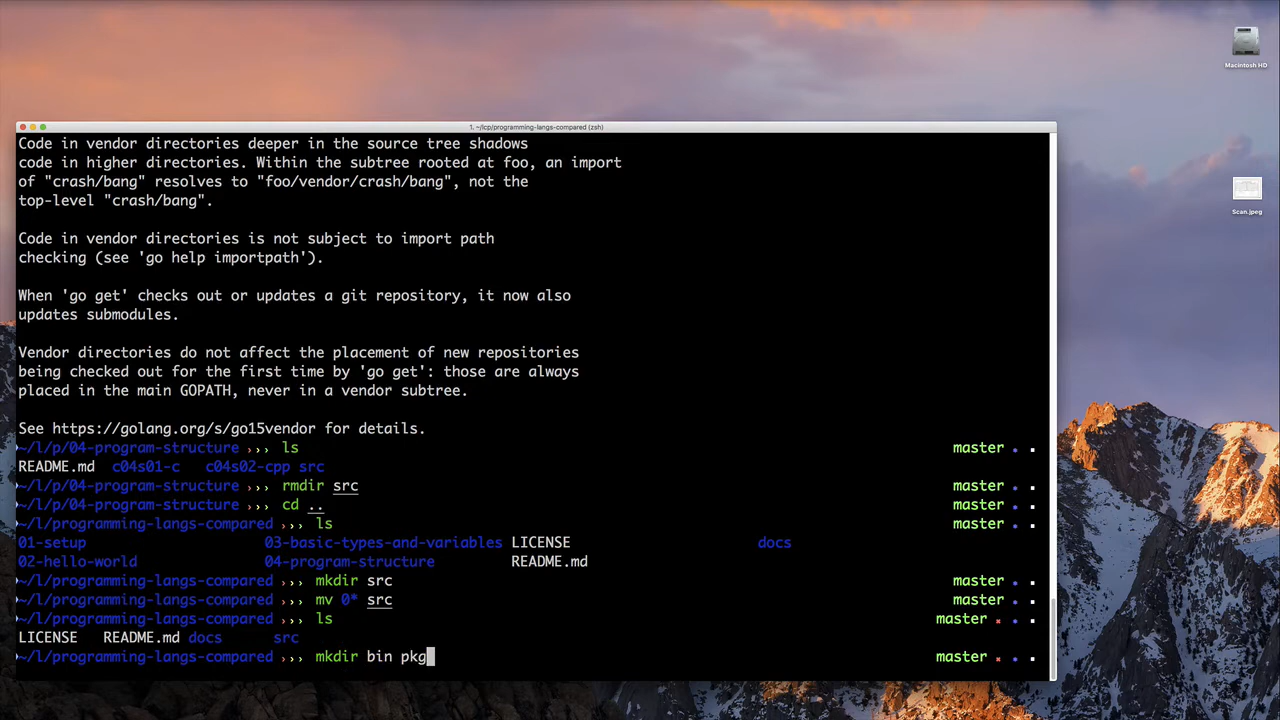 Macintosh HD
Scan.jpeg
1. ~/lcp/programming-langs-compared (zsh)
Code in vendor directories deeper in the source tree shadows
code in higher directories. Within the subtree rooted at foo, an import
of "crash/bang" resolves to "foo/vendor/crash/bang", not the
top-level "crash/bang".
Code in vendor directories is not subject to import path
checking (see 'go help importpath').
When 'go get' checks out or updates a git repository, it now also
updates submodules.
Vendor directories do not affect the placement of new repositories
being checked out for the first time by 'go get': those are always
placed in the main GOPATH, never in a vendor subtree.
See https://golang.org/s/go15vendor for details.
~/l/p/04-program-structure ››› ls master
README.md c04s01-c c04s02-cpp src
~/l/p/04-program-structure ››› rmdir src master
~/l/p/04-program-structure ››› cd .. master
~/l/programming-langs-compared ››› ls master
01-setup 03-basic-types-and-variables LICENSE docs
02-hello-world 04-program-structure README.md
~/l/programming-langs-compared ››› mkdir src master
~/l/programming-langs-compared ››› mv 0* src master
~/l/programming-langs-compared ››› ls master ×
LICENSE README.md docs src
~/l/programming-langs-compared ››› mkdir bin pkg master ×